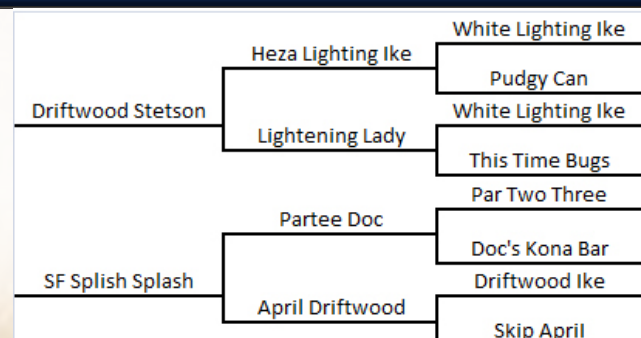 White Lighting Ike
Heza Lighting Ike
Pudgy Can
Driftwood Stetson
White Lighting Ike
Lightening Lady
This Time Bugs
Par Two Three
Partee Doc
Doc's Kona Bar
SF Splish Splash
Driftwood Ike
April Driftwood
Skip April